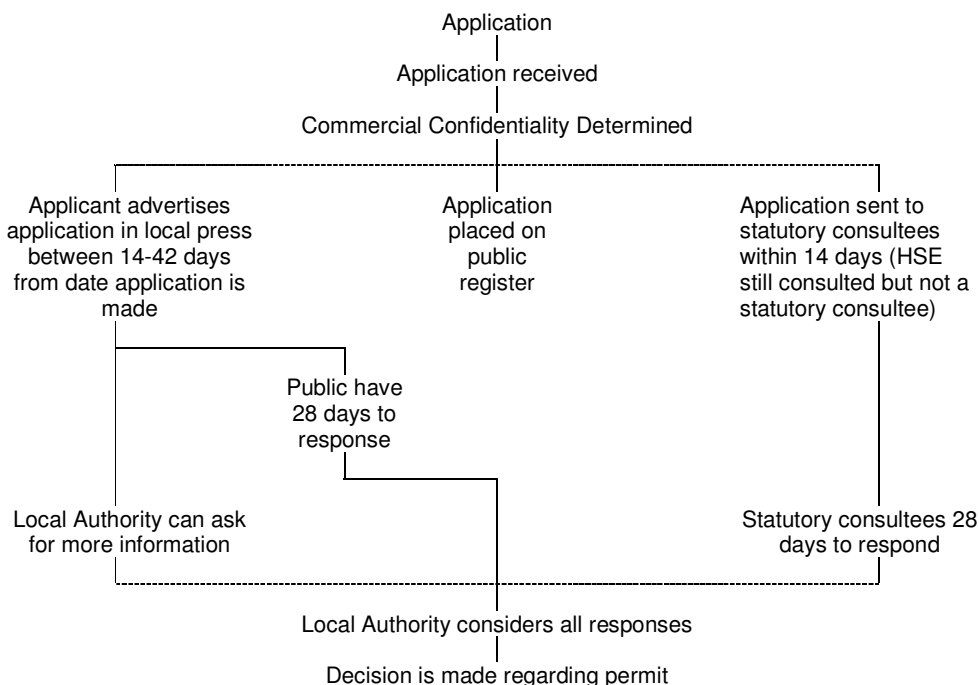 Application
Application received
Commercial Confidentiality Determined
Applicant advertises
application in local press
between 14-42 days
from date application is
made
Application
placed on
public
register
Application sent to
statutory consultees
within 14 days (HSE
still consulted but not a
statutory consultee)
Public have
28 days to
response
Local Authority can ask
for more information
Statutory consultees 28
days to respond
Local Authority considers all responses
Decision is made regarding permit